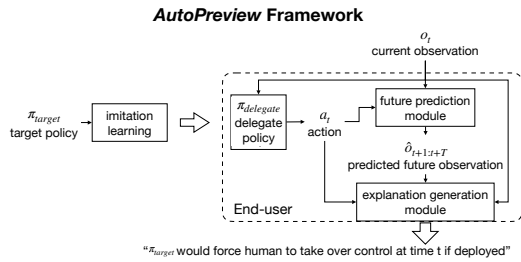 AutoPreview Framework
o_t
current observation
π_target
target policy
imitation
learning
π_delegate
delegate
policy
a_t
action
future prediction
module
ô_{t+1:t+T}
predicted future observation
explanation generation
module
End-user
“π_target would force human to take over control at time t if deployed”